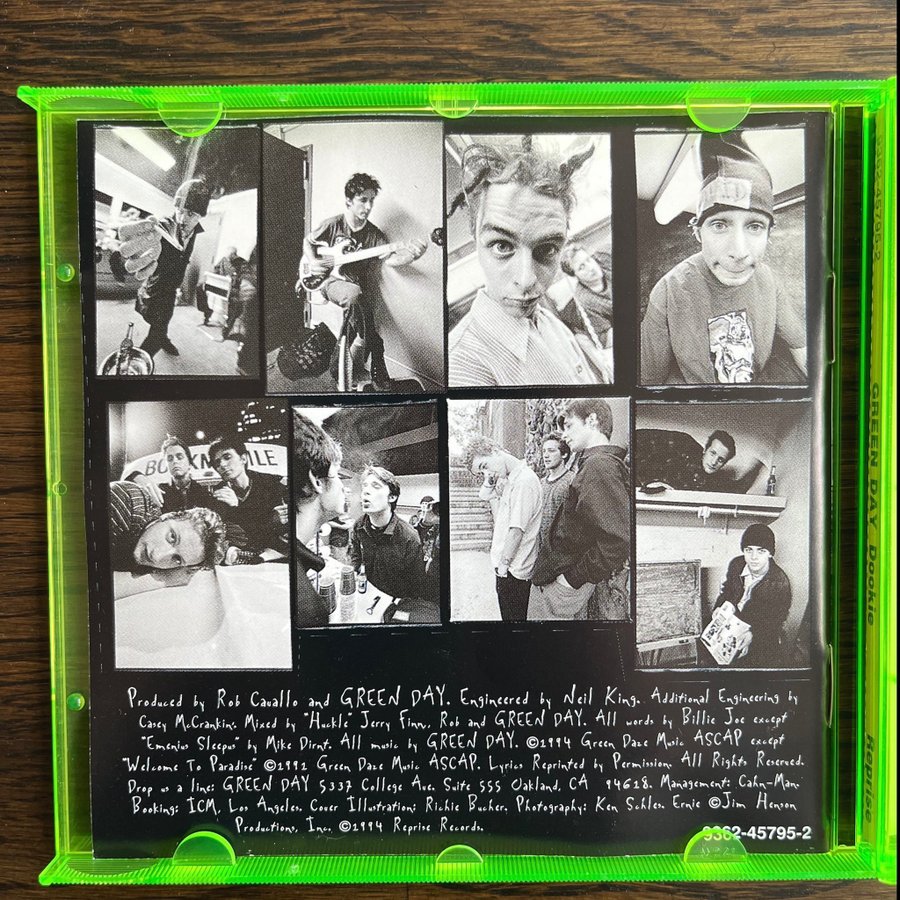 BOOKMOBILE
Produced by Rob Cavallo and GREEN DAY. Engineered by Neil King. Additional Engineering by
Casey McCrankin. Mixed by "Huckle" Jerry Finn, Rob and GREEN DAY. All words by Billie Joe except
"Emenius Sleepus" by Mike Dirnt. All music by GREEN DAY. ©1994 Green Daze Music ASCAP except
"Welcome To Paradise" ©1992 Green Daze Music ASCAP. Lyrics Reprinted by Permission. All Rights Reserved.
Drop us a line: GREEN DAY 5337 College Ave. Suite 555 Oakland, CA 94618. Management: Cahn-Man.
Booking: ICM, Los Angeles. Cover Illustration: Richie Bucher. Photography: Ken Schles. Ernie ©Jim Henson
Productions, Inc. ©1994 Reprise Records.
9362-45795-2
9362-45795-2
GREEN DAY Dookie
Reprise